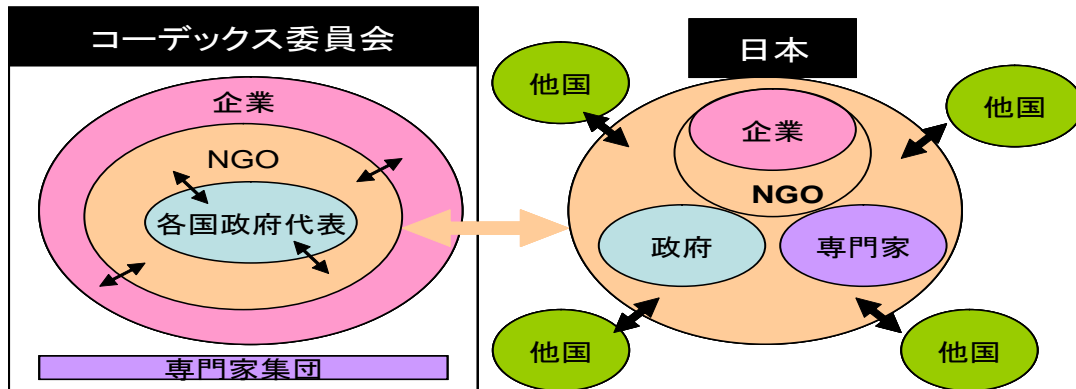 コーデックス委員会
企業
NGO
各国政府代表
専門家集団
日本
他国
他国
企業
NGO
政府
専門家
他国
他国